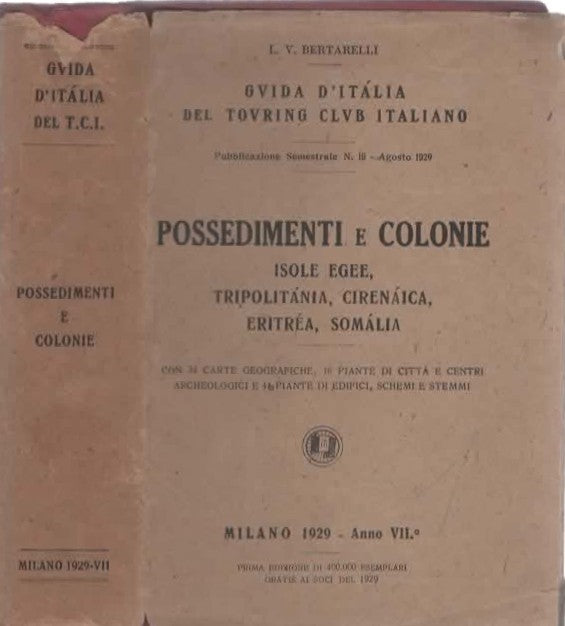 GVIDA
D'ITÁLIA
DEL T.C.I.
POSSEDIMENTI
E
COLONIE
MILANO 1929-VII
L. V. BERTARELLI
GVIDA D'ITÁLIA
DEL TOVRING CLVB ITALIANO
Pubblicazione Semestrale N. 19 - Agosto 1929
POSSEDIMENTI E COLONIE
ISOLE EGEE,
TRIPOLITÁNIA, CIRENÁICA,
ERITRÉA, SOMÁLIA
CON CARTE GEOGRAFICHE, 16 PIANTE DI CITTÀ E CENTRI
ARCHEOLOGICI E PIANTE DI EDIFICI, SCHEMI E STEMMI
MILANO 1929 - Anno VII.º
PRIMA EDIZIONE DI 400.000 ESEMPLARI
GRATIS AI SOCI DEL 1929